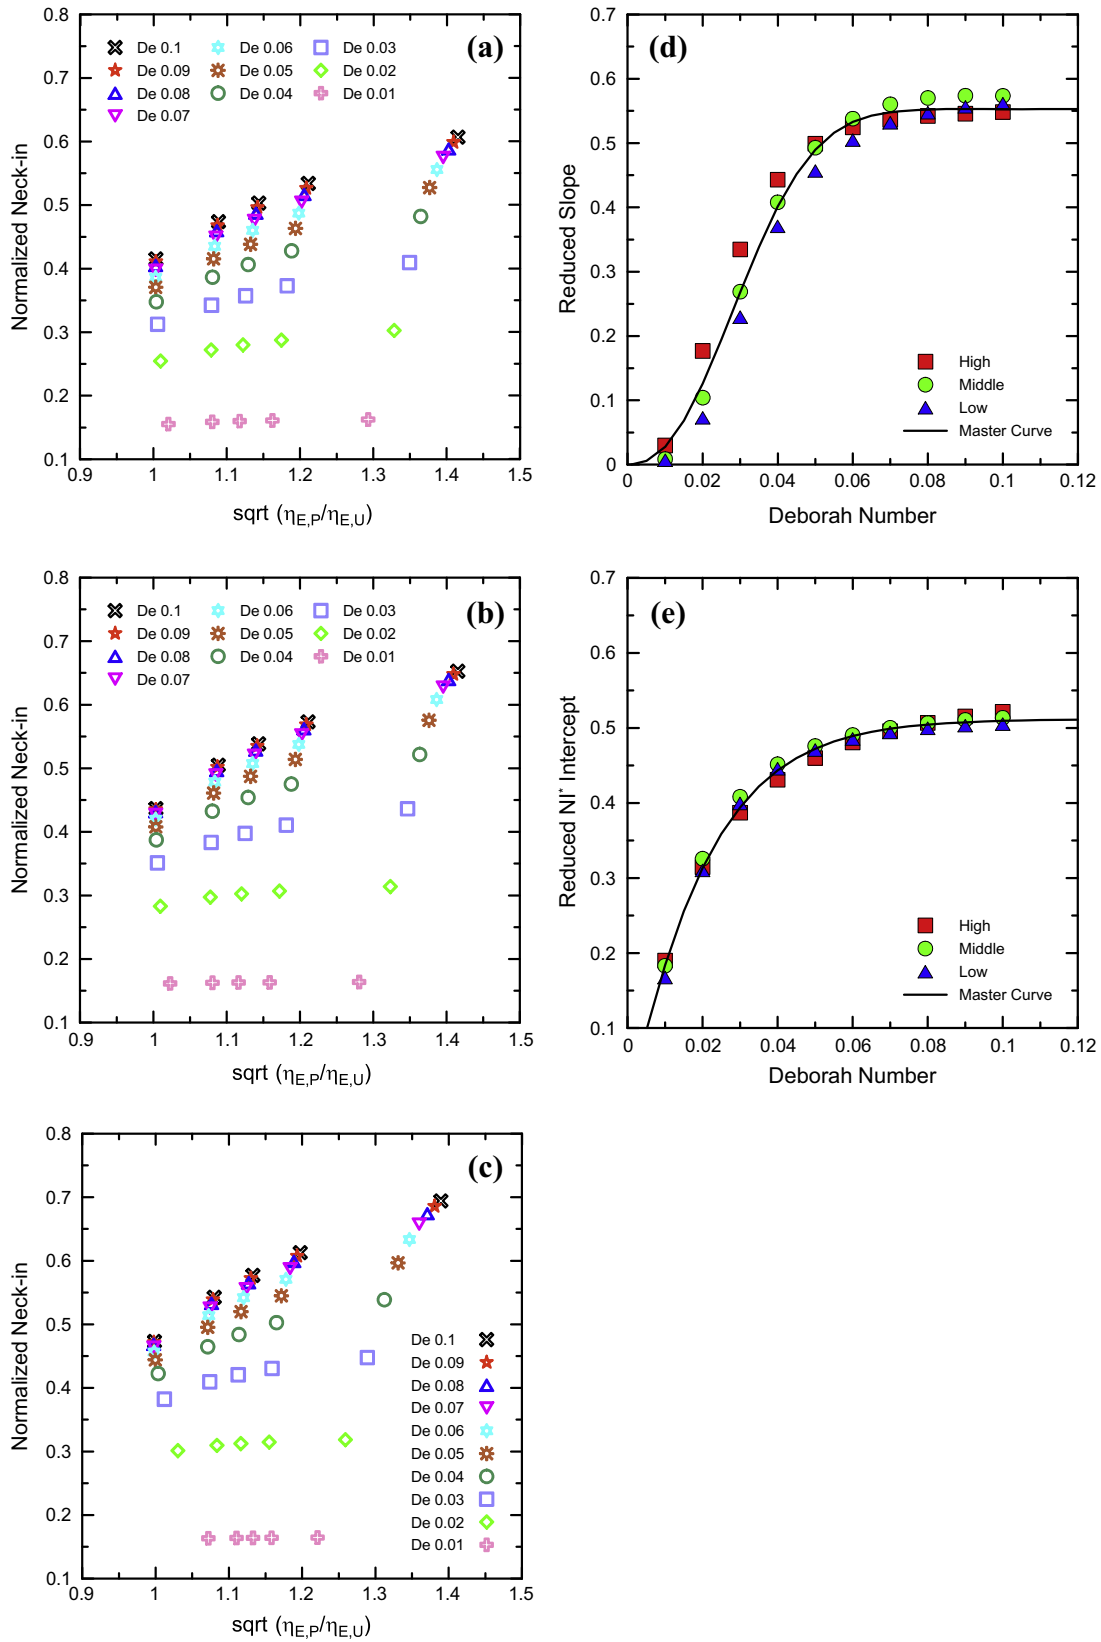 0.8
0.7
0.6
0.5
0.4
0.3
0.2
0.1
0.9
1
1.1
1.2
1.3
1.4
1.5
Normalized Neck-in
sqrt (ηE,P/ηE,U)
(a)
De 0.1
De 0.09
De 0.08
De 0.07
De 0.06
De 0.05
De 0.04
De 0.03
De 0.02
De 0.01
0.7
0.6
0.5
0.4
0.3
0.2
0.1
0
0
0.02
0.04
0.06
0.08
0.1
0.12
Reduced Slope
Deborah Number
(d)
High
Middle
Low
Master Curve
0.8
0.7
0.6
0.5
0.4
0.3
0.2
0.1
0.9
1
1.1
1.2
1.3
1.4
1.5
Normalized Neck-in
sqrt (ηE,P/ηE,U)
(b)
De 0.1
De 0.09
De 0.08
De 0.07
De 0.06
De 0.05
De 0.04
De 0.03
De 0.02
De 0.01
0.7
0.6
0.5
0.4
0.3
0.2
0.1
0
0.02
0.04
0.06
0.08
0.1
0.12
Reduced NI* Intercept
Deborah Number
(e)
High
Middle
Low
Master Curve
0.8
0.7
0.6
0.5
0.4
0.3
0.2
0.1
0.9
1
1.1
1.2
1.3
1.4
1.5
Normalized Neck-in
sqrt (ηE,P/ηE,U)
(c)
De 0.1
De 0.09
De 0.08
De 0.07
De 0.06
De 0.05
De 0.04
De 0.03
De 0.02
De 0.01